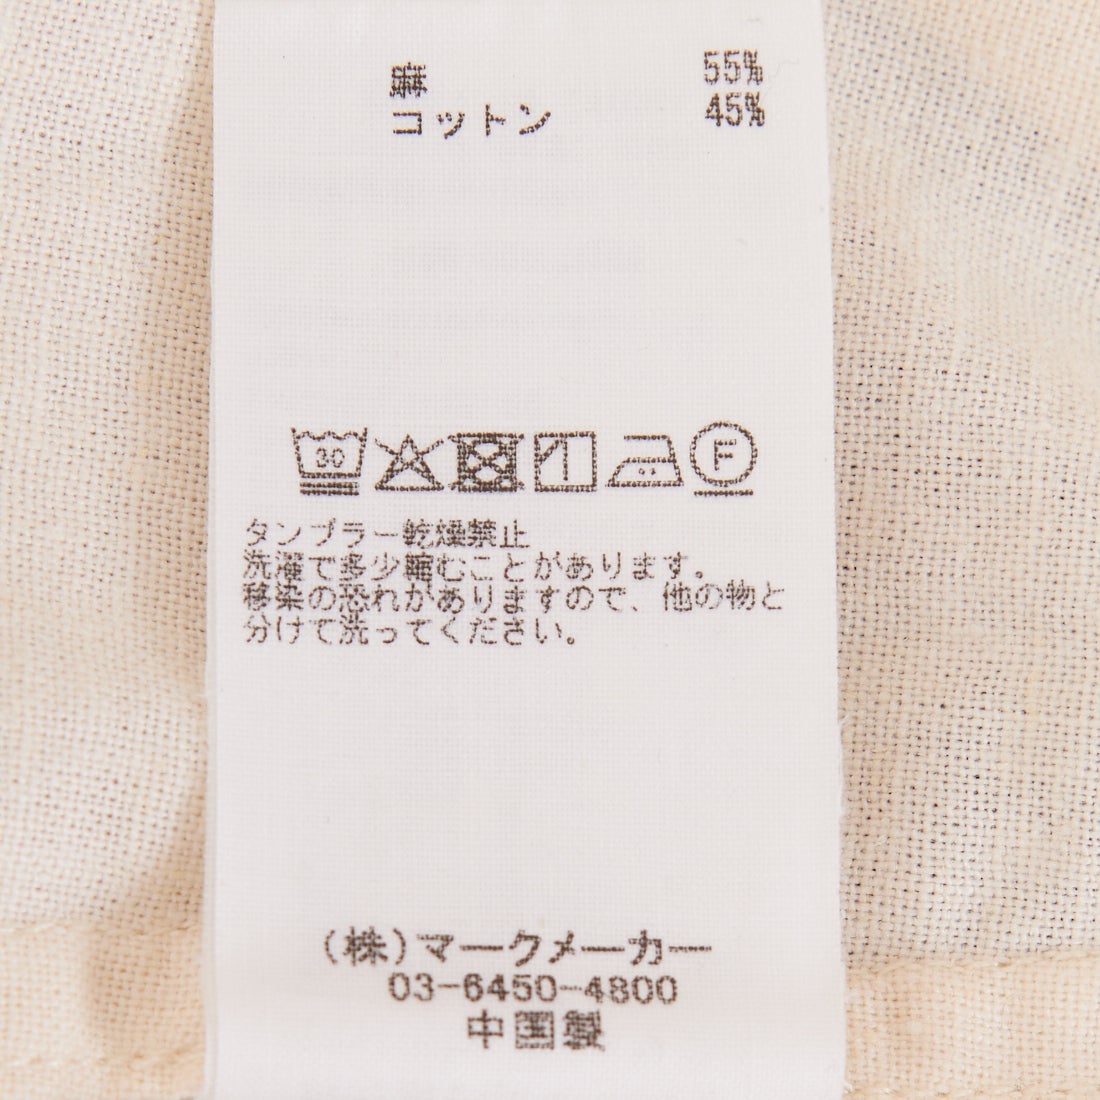 麻 55%
コットン 45%
30 F
タンブラー乾燥禁止
洗濯で多少縮むことがあります。
移染の恐れがありますので、他の物と
分けて洗ってください。
(株)マークメーカー
03-6450-4800
中国製